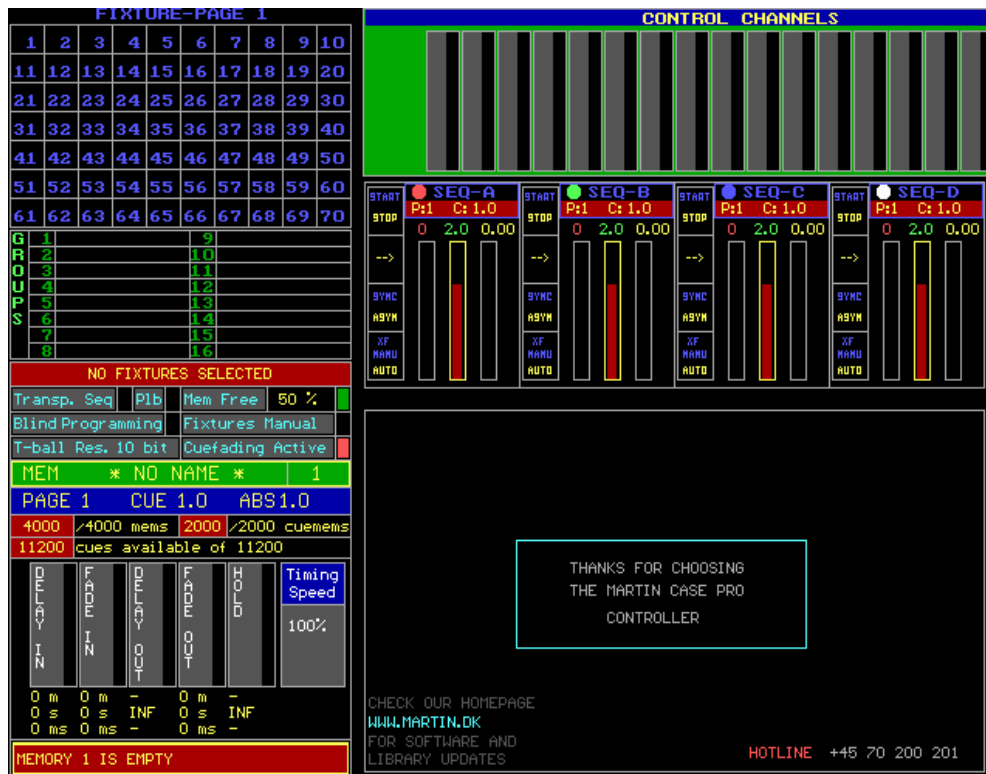 FIXTURE-PAGE 1
1 2 3 4 5 6 7 8 9 10
11 12 13 14 15 16 17 18 19 20
21 22 23 24 25 26 27 28 29 30
31 32 33 34 35 36 37 38 39 40
41 42 43 44 45 46 47 48 49 50
51 52 53 54 55 56 57 58 59 60
61 62 63 64 65 66 67 68 69 70
GROUPS
1 9
2 10
3 11
4 12
5 13
6 14
7 15
8 16
NO FIXTURES SELECTED
Transp. Seq Plb Mem Free 50 %
Blind Programming Fixtures Manual
T-ball Res. 10 bit Cuefading Active
MEM * NO NAME * 1
PAGE 1 CUE 1.0 ABS 1.0
4000 /4000 mems 2000 /2000 cuemems
11200 cues available of 11200
DELAY IN FADE IN DELAY OUT FADE OUT HOLD
Timing
Speed
100%
0 m 0 m - 0 m -
0 s 0 s INF 0 s INF
0 ms 0 ms - 0 ms -
MEMORY 1 IS EMPTY
CONTROL CHANNELS
START SEQ-A START SEQ-B START SEQ-C START SEQ-D
STOP P:1 C: 1.0 STOP P:1 C: 1.0 STOP P:1 C: 1.0 STOP P:1 C: 1.0
0 2.0 0.00 0 2.0 0.00 0 2.0 0.00 0 2.0 0.00
--> --> --> -->
SYNC SYNC SYNC SYNC
ASYN ASYN ASYN ASYN
XF XF XF XF
MANU MANU MANU MANU
AUTO AUTO AUTO AUTO
THANKS FOR CHOOSING
THE MARTIN CASE PRO
CONTROLLER
CHECK OUR HOMEPAGE
WWW.MARTIN.DK
FOR SOFTWARE AND
LIBRARY UPDATES
HOTLINE +45 70 200 201